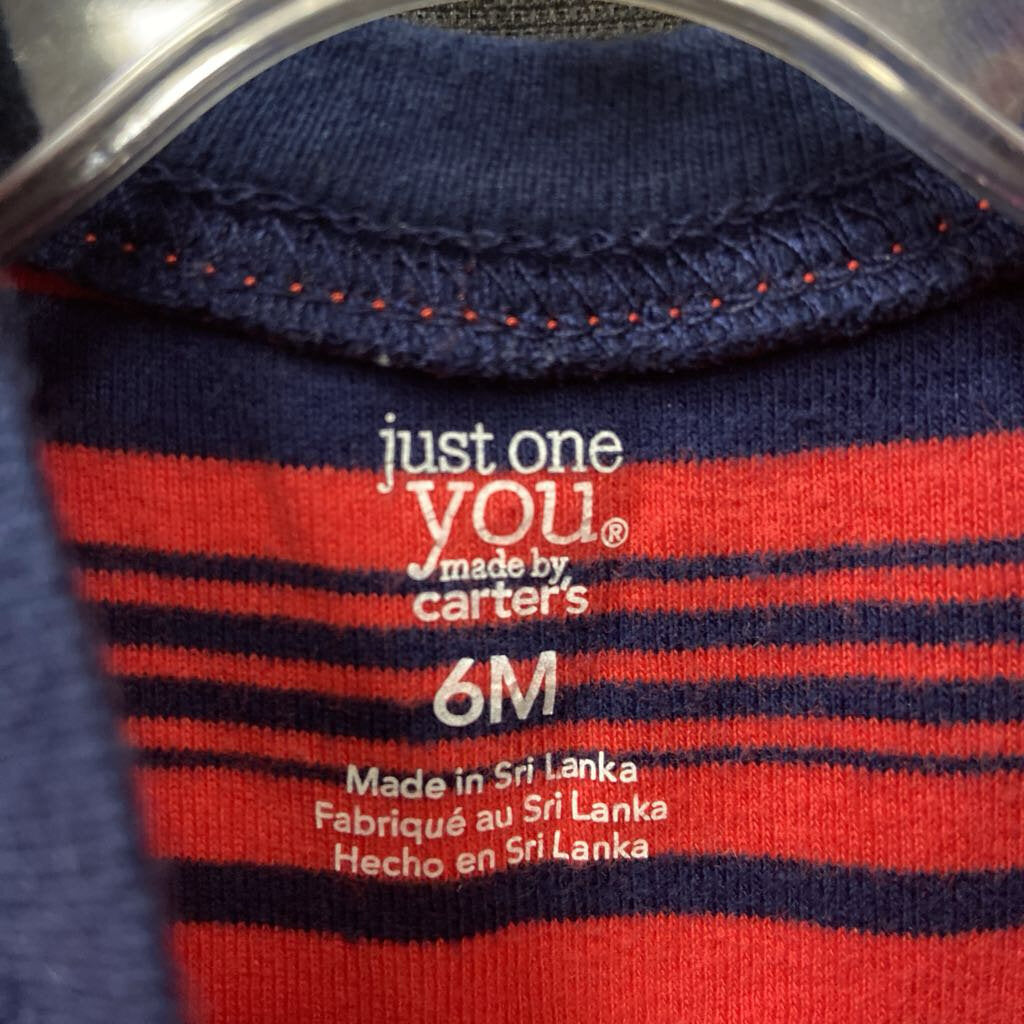 just one
you®
made by
carter's
6M
Made in Sri Lanka
Fabriqué au Sri Lanka
Hecho en Sri Lanka